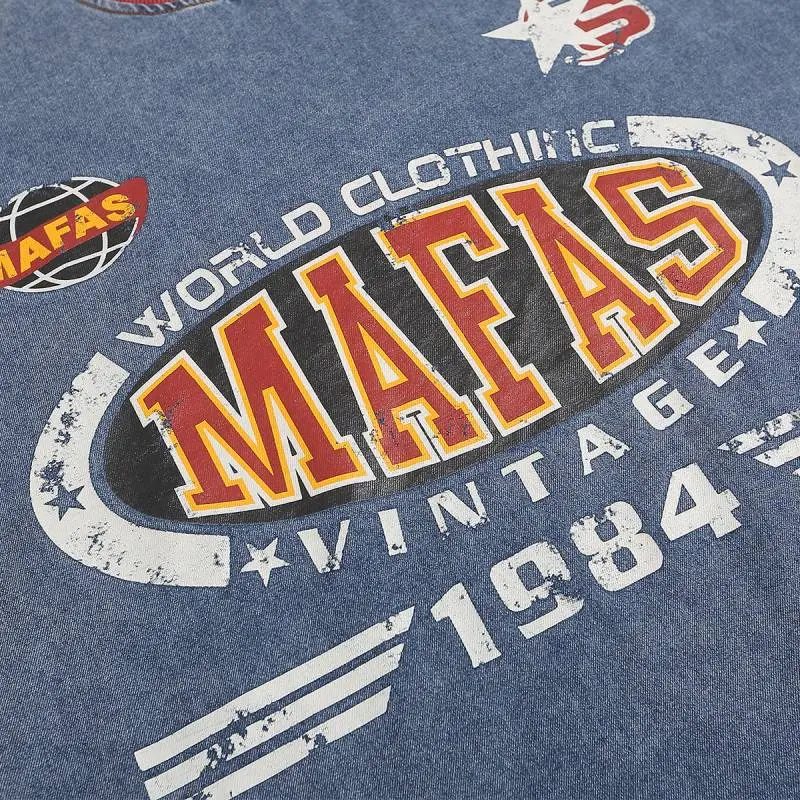 S
MAFAS
WORLD CLOTHING
MAFAS
VINTAGE
1984